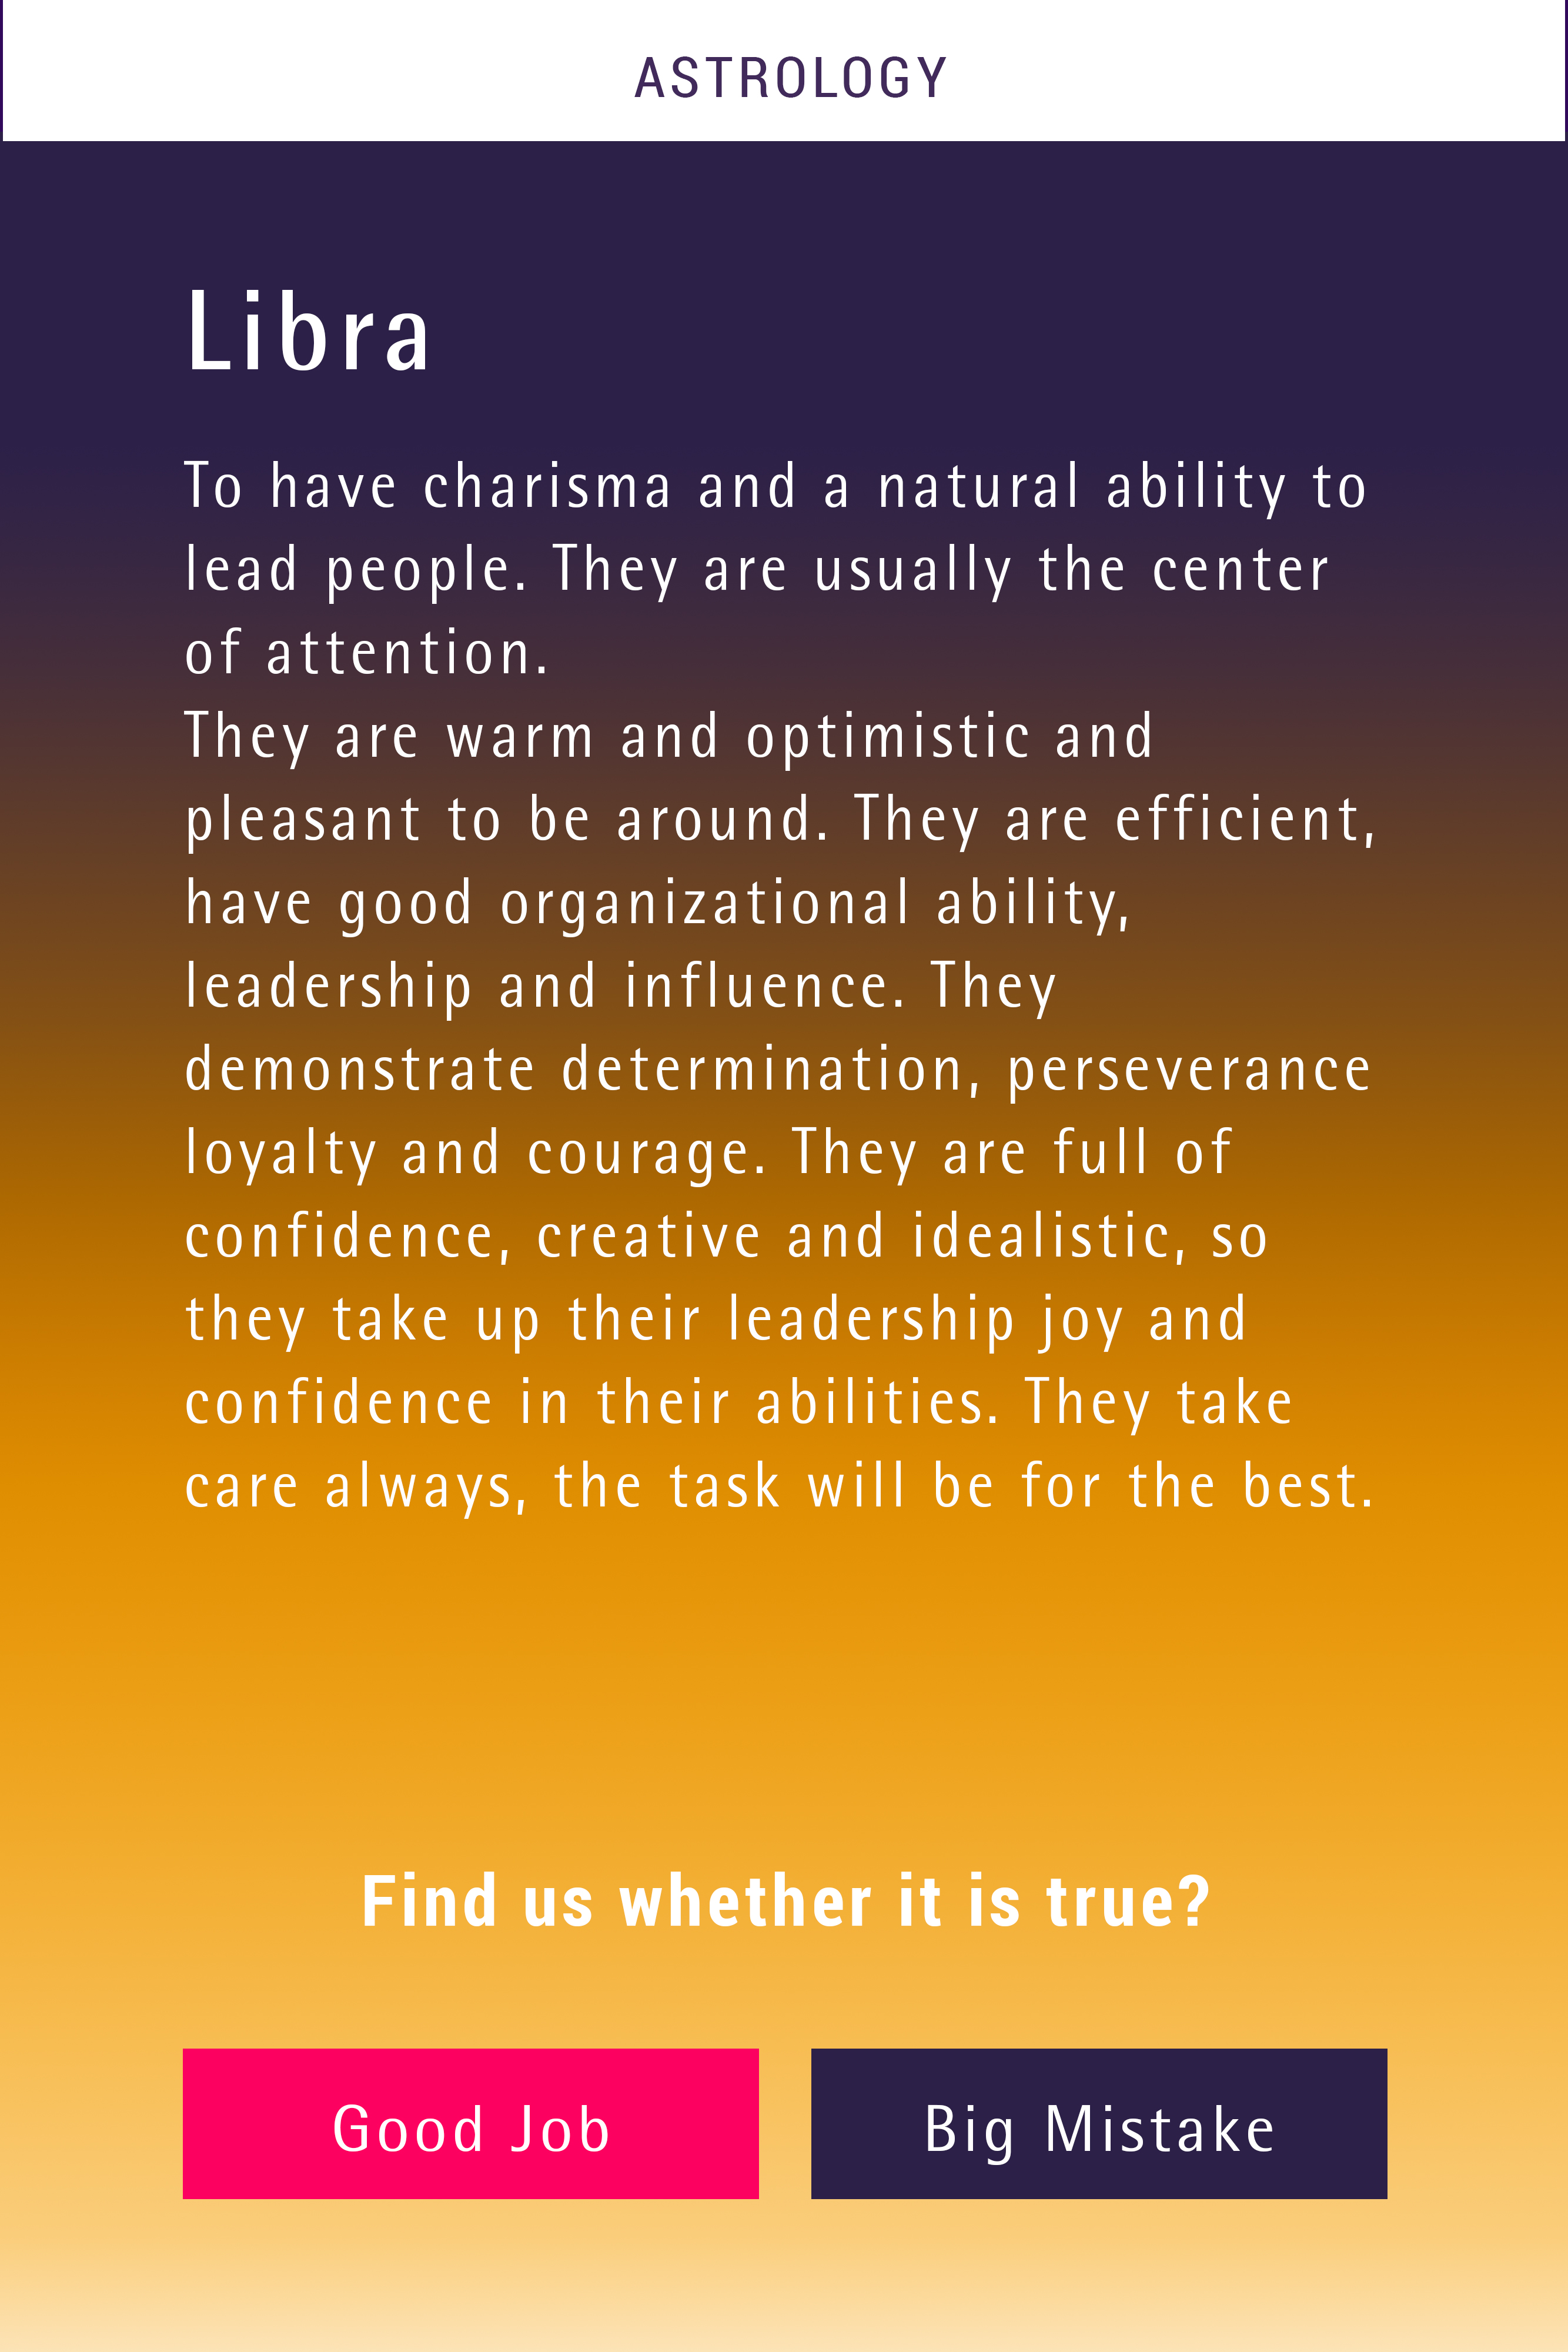 ASTROLOGY
Libra
To have charisma and a natural ability to
lead people. They are usually the center
of attention.
They are warm and optimistic and
pleasant to be around. They are efficient,
have good organizational ability,
leadership and influence. They
demonstrate determination, perseverance
loyalty and courage. They are full of
confidence, creative and idealistic, so
they take up their leadership joy and
confidence in their abilities. They take
care always, the task will be for the best.
Find us whether it is true?
Good Job
Big Mistake